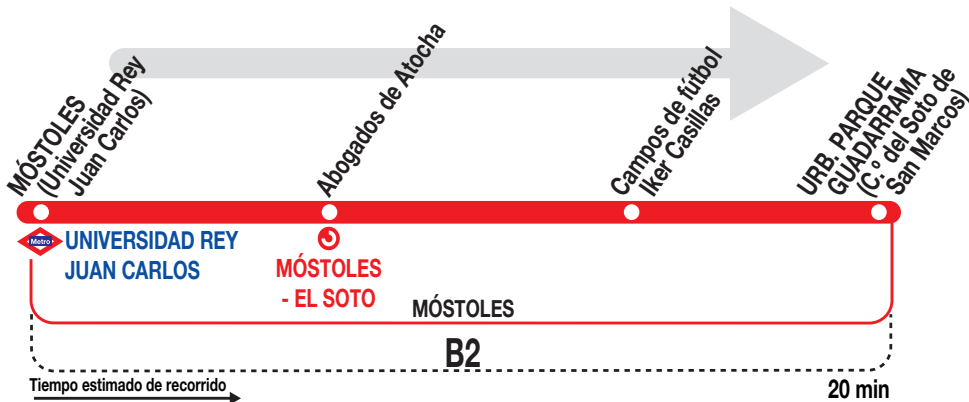 MÓSTOLES
(Universidad Rey
Juan Carlos)
Abogados de Atocha
Campos de fútbol
Iker Casillas
URB. PARQUE
GUADARRAMA
(C.º del Soto de
San Marcos)
Metro
UNIVERSIDAD REY
JUAN CARLOS
MÓSTOLES
- EL SOTO
MÓSTOLES
B2
Tiempo estimado de recorrido
20 min